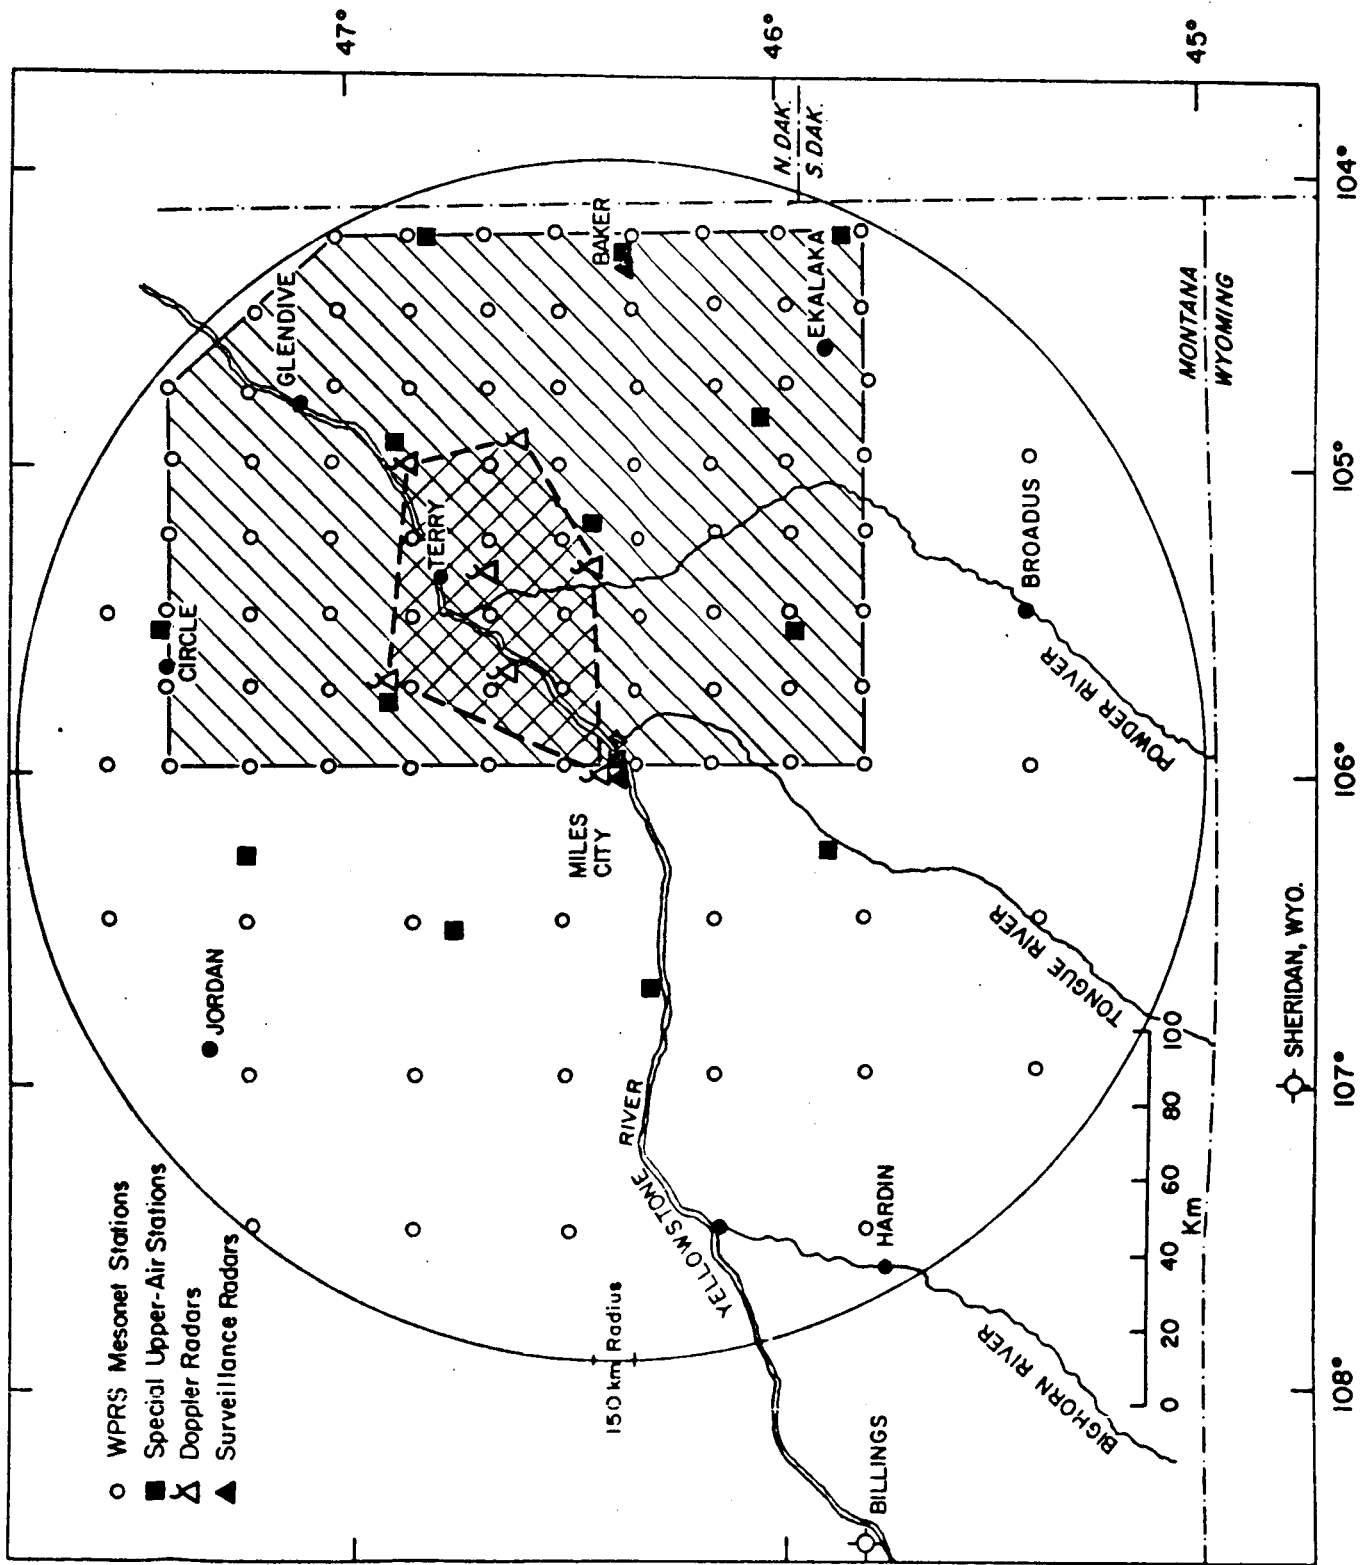 WPRS Mesonet Stations
Special Upper-Air Stations
Doppler Radars
Surveillance Radars
47°
46°
45°
104°
105°
106°
107°
108°
N. DAK.
S. DAK.
MONTANA
WYOMING
GLENDIVE
BAKER
EKALAKA
TERRY
CIRCLE
BROADUS
POWDER RIVER
MILES
CITY
JORDAN
TONGUE RIVER
SHERIDAN, WYO.
YELLOWSTONE RIVER
HARDIN
BIGHORN RIVER
BILLINGS
150 km Radius
0 20 40 60 80 100
Km